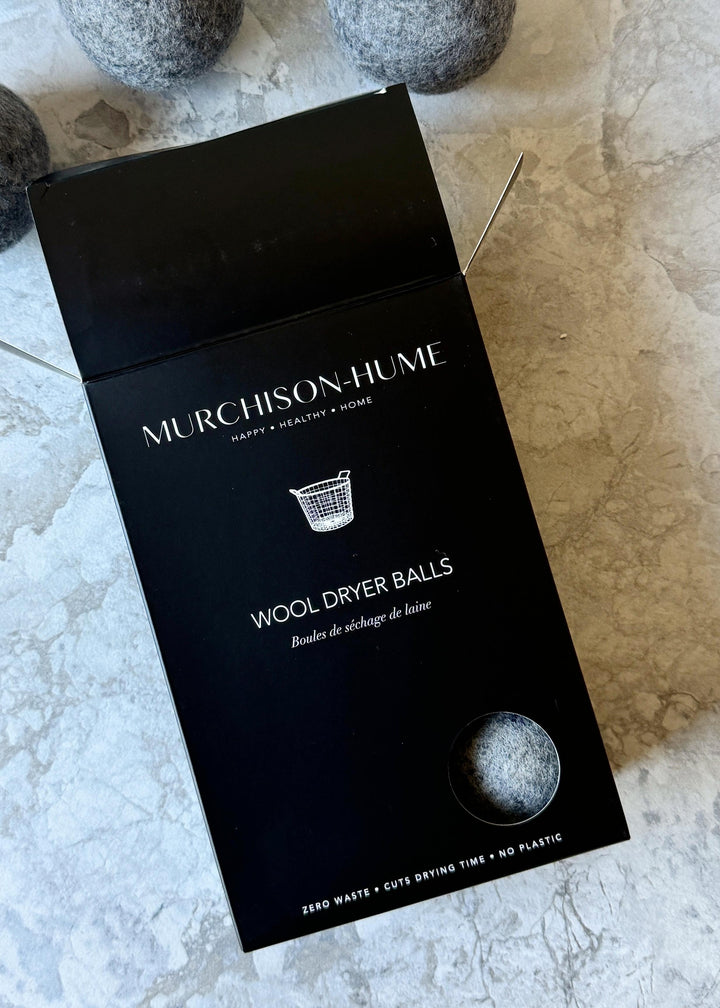 MURCHISON-HUME
HAPPY • HEALTHY • HOME
WOOL DRYER BALLS
Boules de séchage de laine
ZERO WASTE • CUTS DRYING TIME • NO PLASTIC